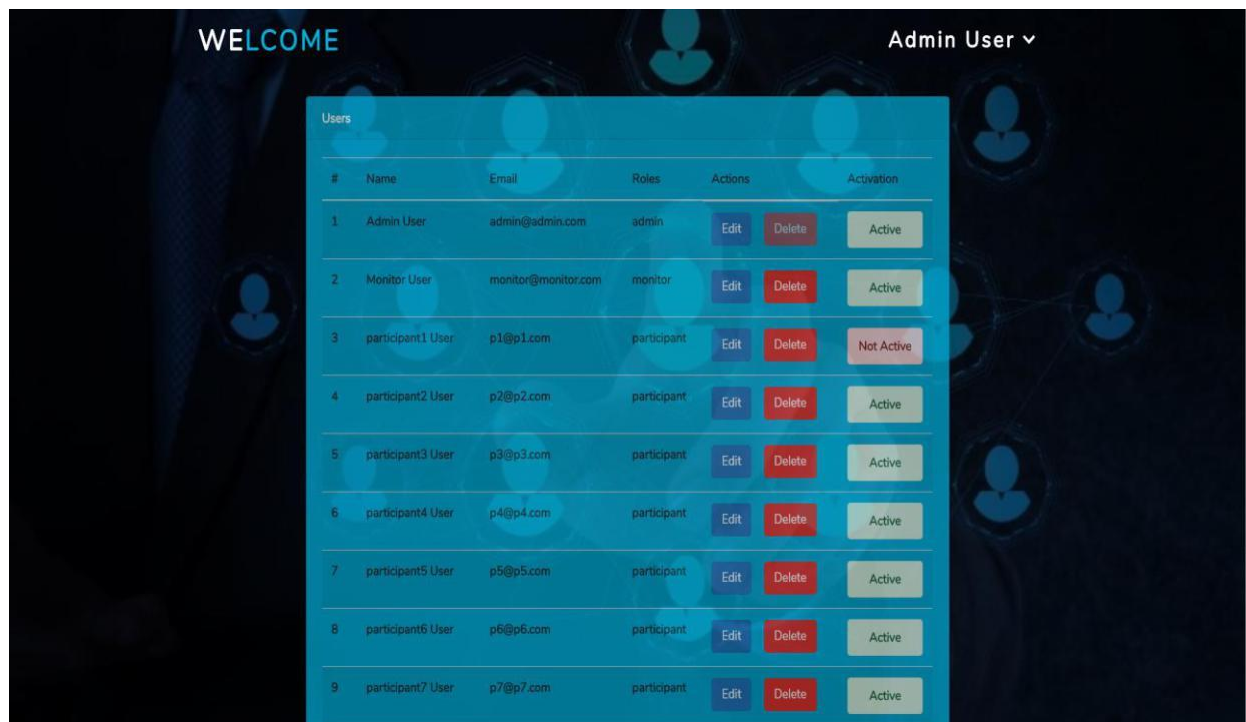 WELCOME
Admin User
Users
# Name Email Roles Actions Activation
1 Admin User admin@admin.com admin Edit Delete Active
2 Monitor User monitor@monitor.com monitor Edit Delete Active
3 participant1 User p1@p1.com participant Edit Delete Not Active
4 participant2 User p2@p2.com participant Edit Delete Active
5 participant3 User p3@p3.com participant Edit Delete Active
6 participant4 User p4@p4.com participant Edit Delete Active
7 participant5 User p5@p5.com participant Edit Delete Active
8 participant6 User p6@p6.com participant Edit Delete Active
9 participant7 User p7@p7.com participant Edit Delete Active